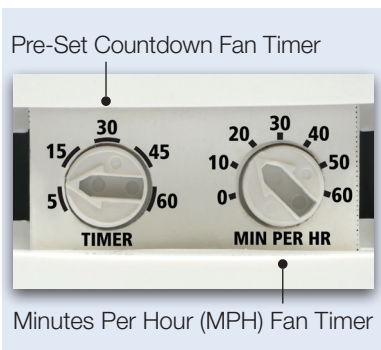 Pre-Set Countdown Fan Timer
5 15 30 45 60
TIMER
0 10 20 30 40 50 60
MIN PER HR
Minutes Per Hour (MPH) Fan Timer